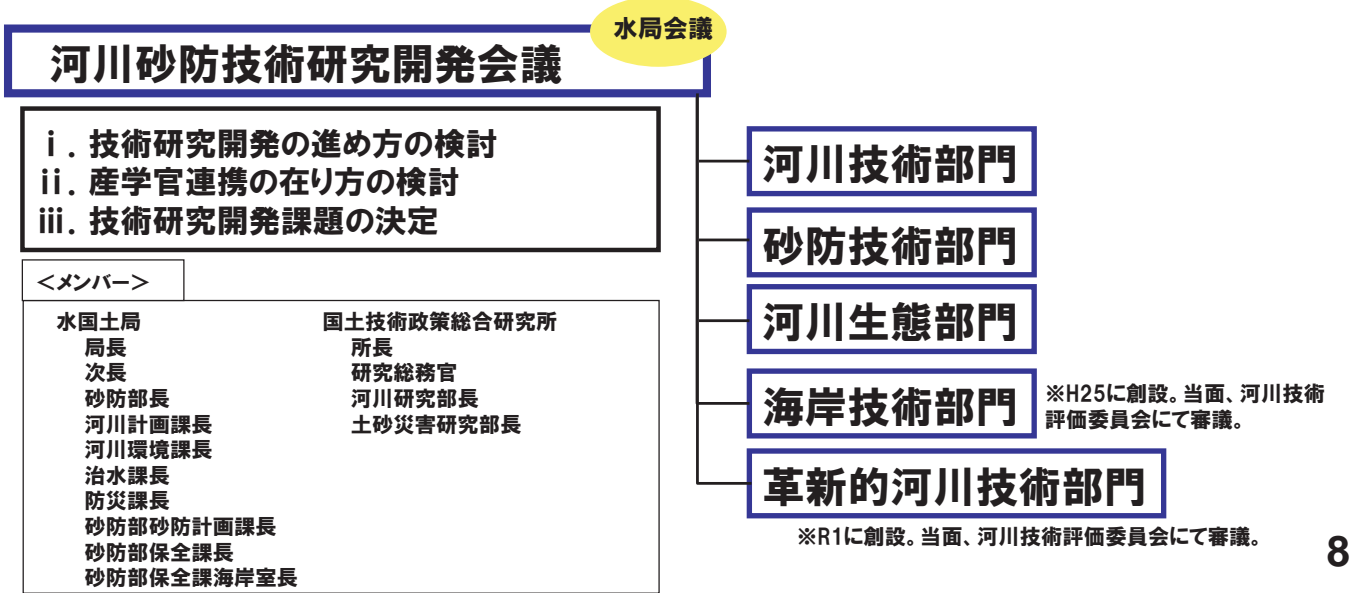 水局会議
河川砂防技術研究開発会議
ⅰ. 技術研究開発の進め方の検討
ⅱ. 産学官連携の在り方の検討
ⅲ. 技術研究開発課題の決定
<メンバー>
水国土局
局長
次長
砂防部長
河川計画課長
河川環境課長
治水課長
防災課長
砂防部砂防計画課長
砂防部保全課長
砂防部保全課海岸室長
国土技術政策総合研究所
所長
研究総務官
河川研究部長
土砂災害研究部長
河川技術部門
砂防技術部門
河川生態部門
海岸技術部門
※H25に創設。当面、河川技術
評価委員会にて審議。
革新的河川技術部門
※R1に創設。当面、河川技術評価委員会にて審議。
8